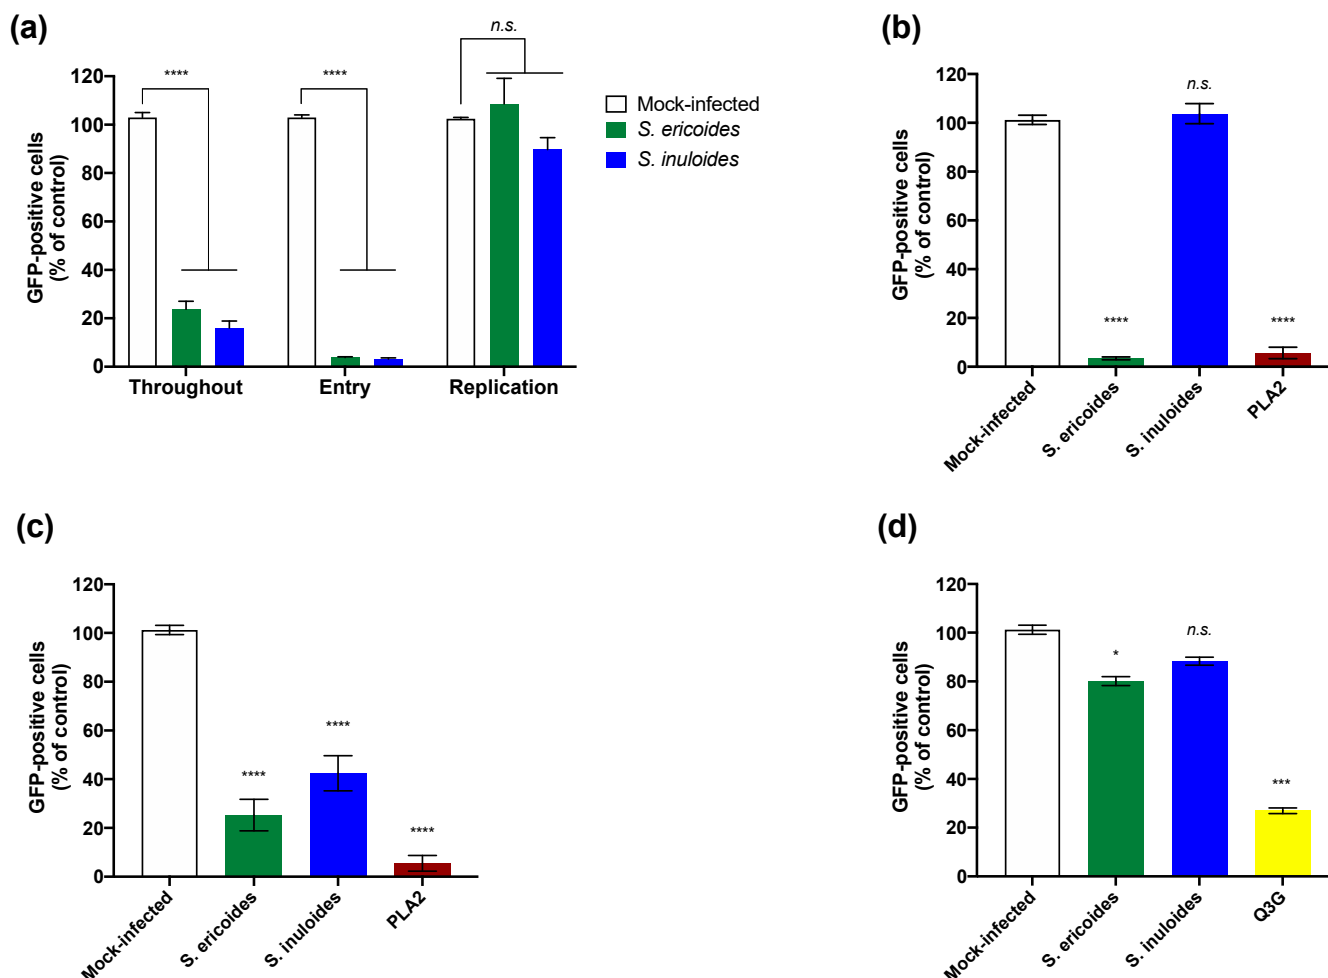 (a)
n.s.
****
****
120
100
80
60
40
20
0
GFP-positive cells
(% of control)
Throughout
Entry
Replication
Mock-infected
S. ericoides
S. inuloides
(b)
n.s.
****
****
120
100
80
60
40
20
0
GFP-positive cells
(% of control)
Mock-infected
S. ericoides
S. inuloides
PLA2
(c)
****
****
****
120
100
80
60
40
20
0
GFP-positive cells
(% of control)
Mock-infected
S. ericoides
S. inuloides
PLA2
(d)
n.s.
*
***
120
100
80
60
40
20
0
GFP-positive cells
(% of control)
Mock-infected
S. ericoides
S. inuloides
Q3G